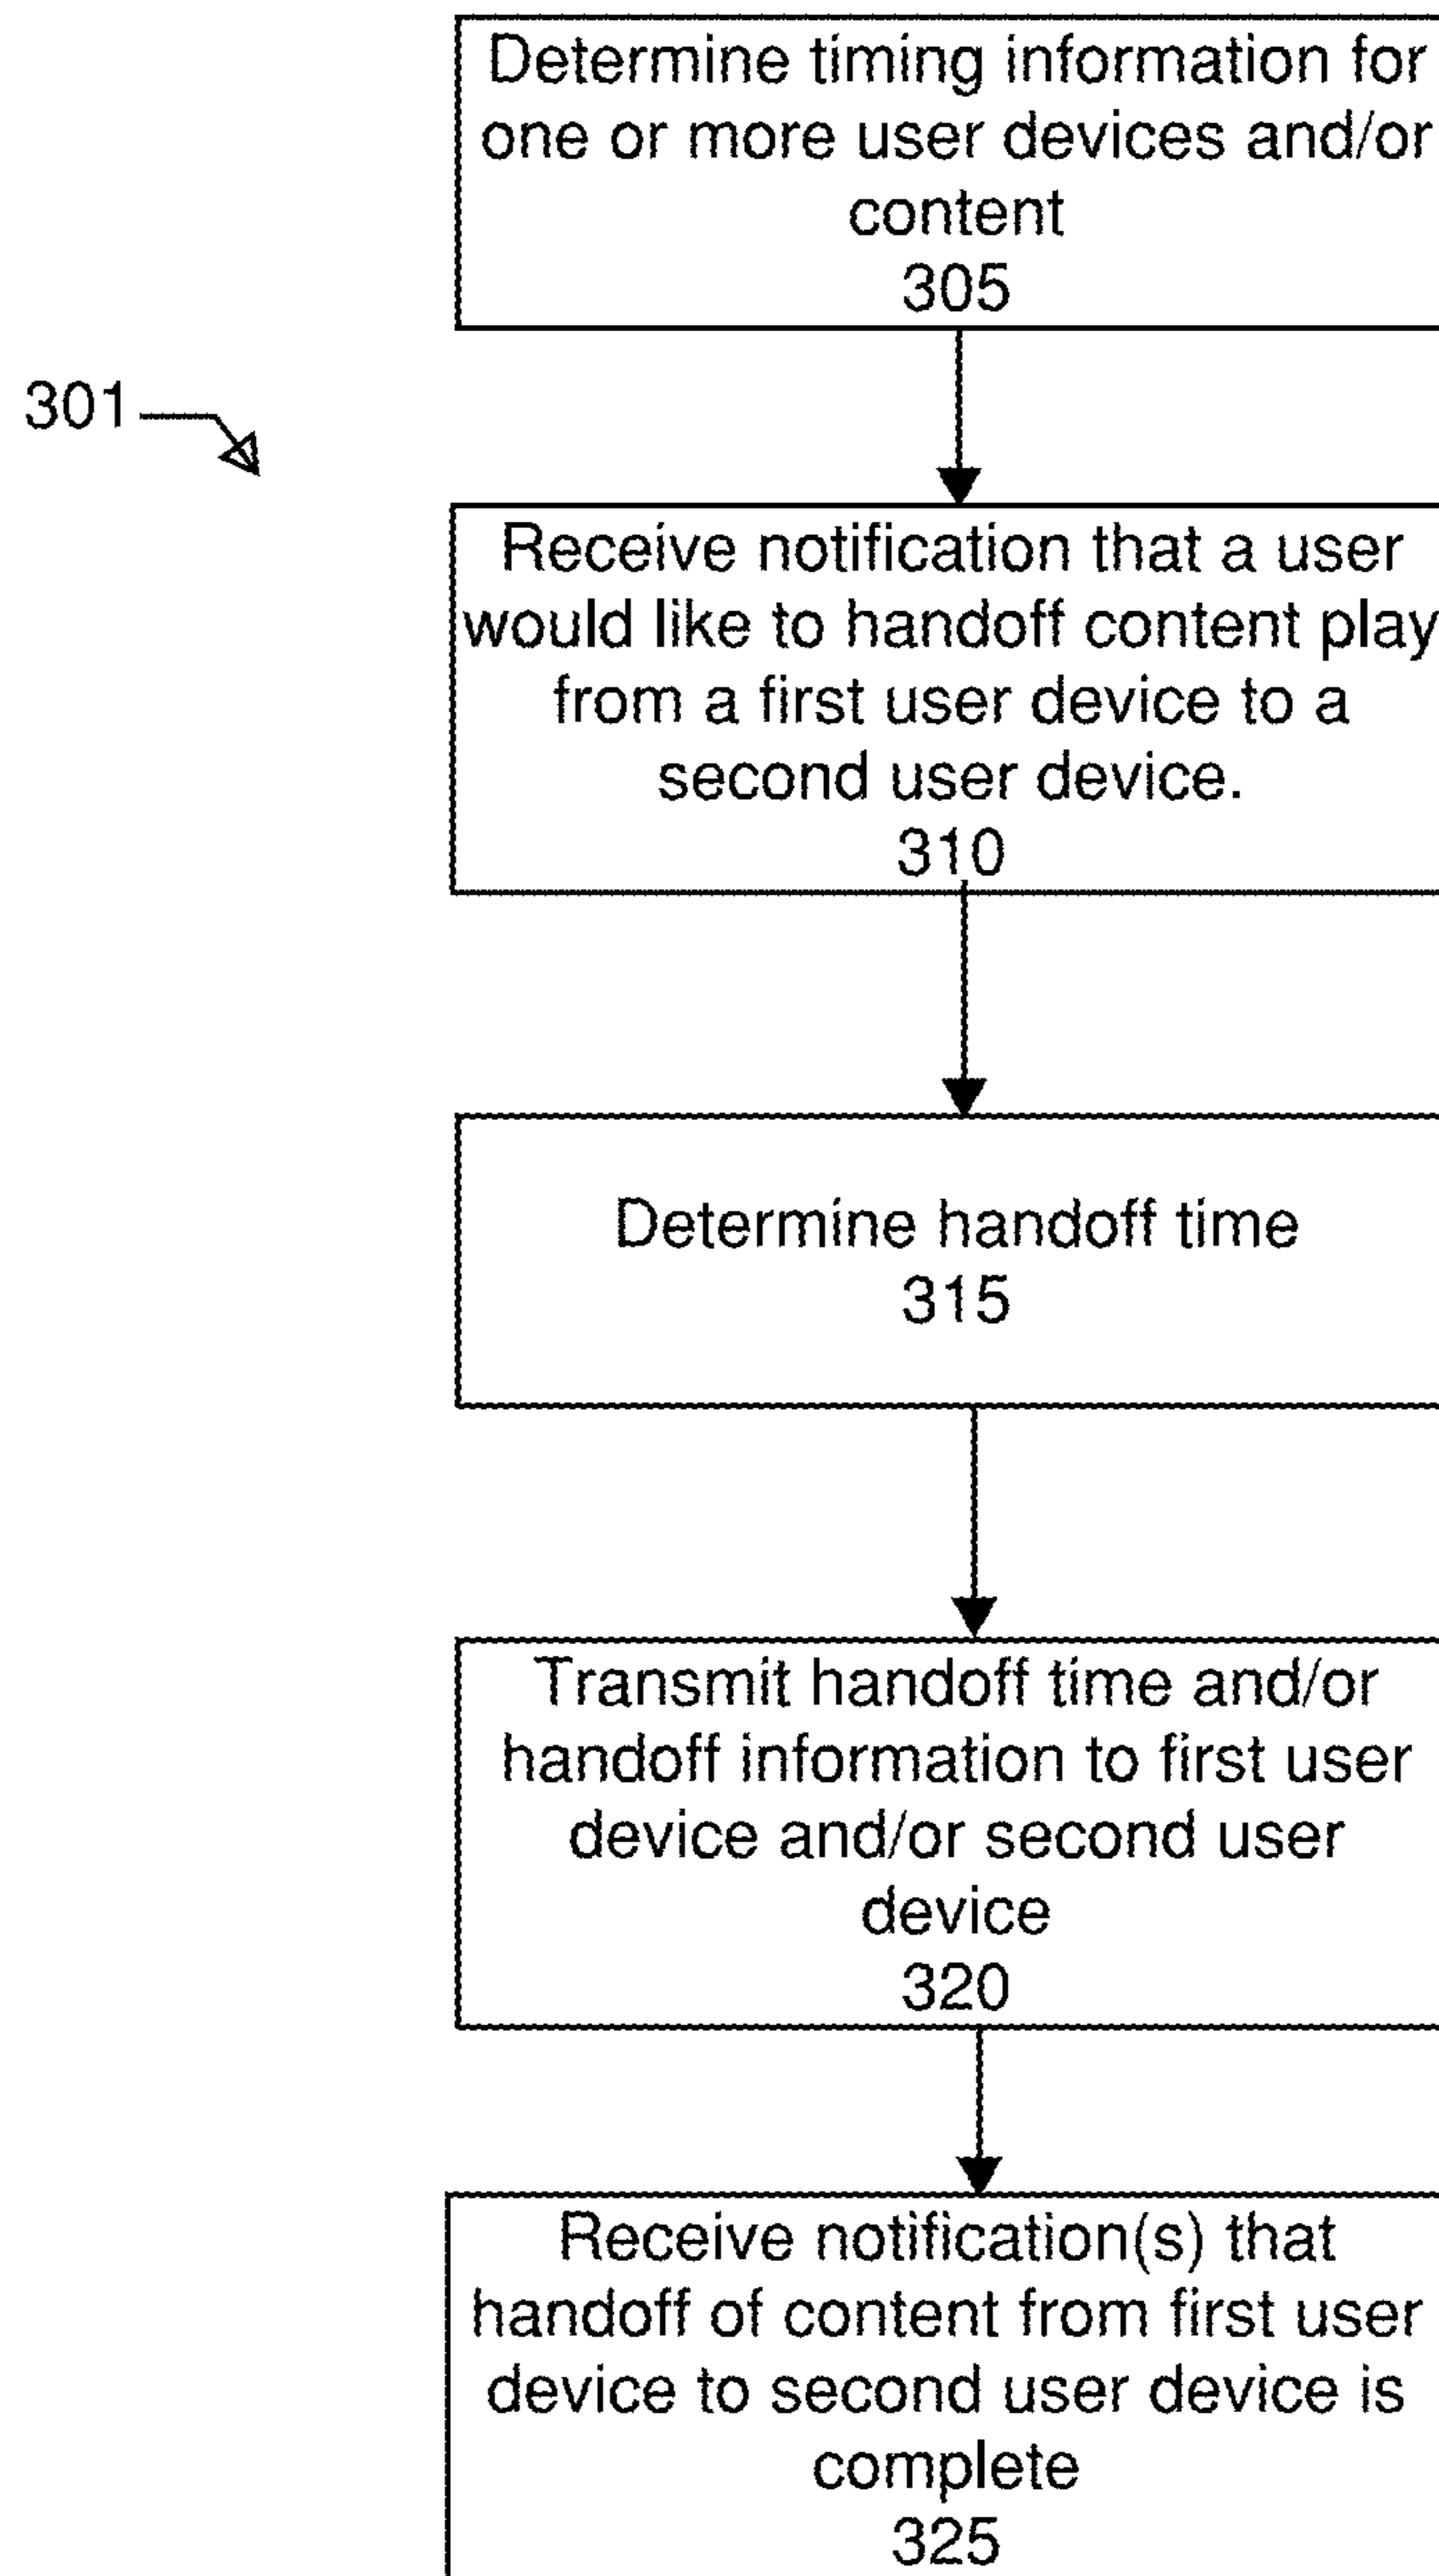 Determine timing information for
one or more user devices and/or
content
305
301
Receive notification that a user
would like to handoff content play
from a first user device to a
second user device.
310
Determine handoff time
315
Transmit handoff time and/or
handoff information to first user
device and/or second user
device
320
Receive notification(s) that
handoff of content from first user
device to second user device is
complete
325